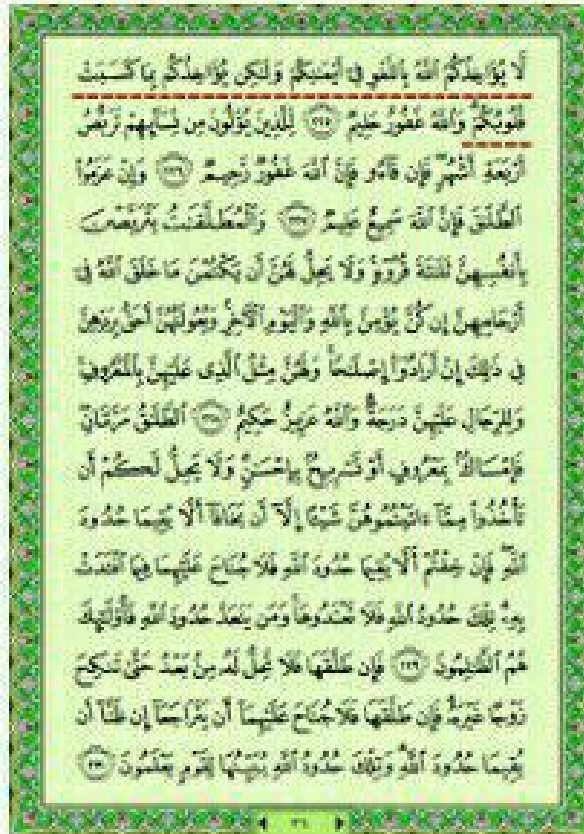 لَّا يُؤَاخِذُكُمُ اللَّهُ بِاللَّغْوِ فِي أَيْمَانِكُمْ وَلَٰكِن يُؤَاخِذُكُم بِمَا كَسَبَتْ
قُلُوبُكُمْ وَاللَّهُ غَفُورٌ حَلِيمٌ ٢٢٥ لِّلَّذِينَ يُؤْلُونَ مِن نِّسَائِهِمْ تَرَبُّصُ
أَرْبَعَةِ أَشْهُرٍ فَإِن فَاءُو فَإِنَّ اللَّهَ غَفُورٌ رَّحِيمٌ ٢٢٦ وَإِنْ عَزَمُوا
الطَّلَاقَ فَإِنَّ اللَّهَ سَمِيعٌ عَلِيمٌ ٢٢٧ وَالْمُطَلَّقَاتُ يَتَرَبَّصْنَ
بِأَنفُسِهِنَّ ثَلَاثَةَ قُرُوءٍ وَلَا يَحِلُّ لَهُنَّ أَن يَكْتُمْنَ مَا خَلَقَ اللَّهُ فِي
أَرْحَامِهِنَّ إِن كُنَّ يُؤْمِنَّ بِاللَّهِ وَالْيَوْمِ الْآخِرِ وَبُعُولَتُهُنَّ أَحَقُّ بِرَدِّهِنَّ
فِي ذَٰلِكَ إِنْ أَرَادُوا إِصْلَاحًا وَلَهُنَّ مِثْلُ الَّذِي عَلَيْهِنَّ بِالْمَعْرُوفِ
وَلِلرِّجَالِ عَلَيْهِنَّ دَرَجَةٌ وَاللَّهُ عَزِيزٌ حَكِيمٌ ٢٢٨ الطَّلَاقُ مَرَّتَانِ
فَإِمْسَاكٌ بِمَعْرُوفٍ أَوْ تَسْرِيحٌ بِإِحْسَانٍ وَلَا يَحِلُّ لَكُمْ أَن
تَأْخُذُوا مِمَّا آتَيْتُمُوهُنَّ شَيْئًا إِلَّا أَن يَخَافَا أَلَّا يُقِيمَا حُدُودَ
اللَّهِ فَإِنْ خِفْتُمْ أَلَّا يُقِيمَا حُدُودَ اللَّهِ فَلَا جُنَاحَ عَلَيْهِمَا فِيمَا افْتَدَتْ
بِهِ تِلْكَ حُدُودُ اللَّهِ فَلَا تَعْتَدُوهَا وَمَن يَتَعَدَّ حُدُودَ اللَّهِ فَأُولَٰئِكَ
هُمُ الظَّالِمُونَ ٢٢٩ فَإِن طَلَّقَهَا فَلَا تَحِلُّ لَهُ مِن بَعْدُ حَتَّىٰ تَنكِحَ
زَوْجًا غَيْرَهُ فَإِن طَلَّقَهَا فَلَا جُنَاحَ عَلَيْهِمَا أَن يَتَرَاجَعَا إِن ظَنَّا أَن
يُقِيمَا حُدُودَ اللَّهِ وَتِلْكَ حُدُودُ اللَّهِ يُبَيِّنُهَا لِقَوْمٍ يَعْلَمُونَ ٢٣٠
٣٦